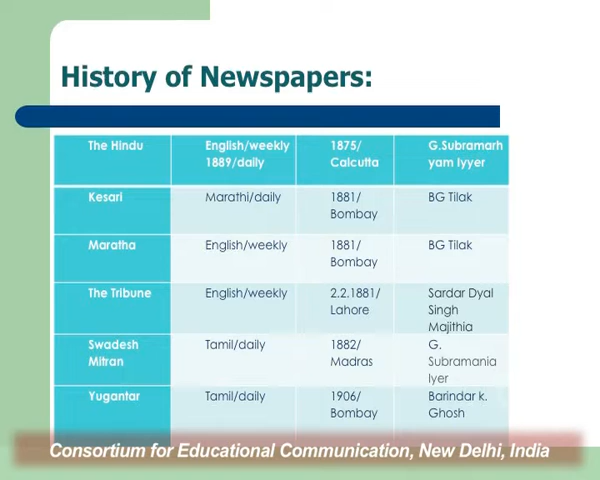 History of Newspapers:
The Hindu English/weekly 1875/ G.Subramarh
1889/daily Calcutta yam Iyyer
Kesari Marathi/daily 1881/ BG Tilak
Bombay
Maratha English/weekly 1881/ BG Tilak
Bombay
The Tribune English/weekly 2.2.1881/ Sardar Dyal
Lahore Singh
Majithia
Swadesh Tamil/daily 1882/ G.
Mitran Madras Subramania
Iyer
Yugantar Tamil/daily 1906/ Barindar k.
Bombay Ghosh
Consortium for Educational Communication, New Delhi, India